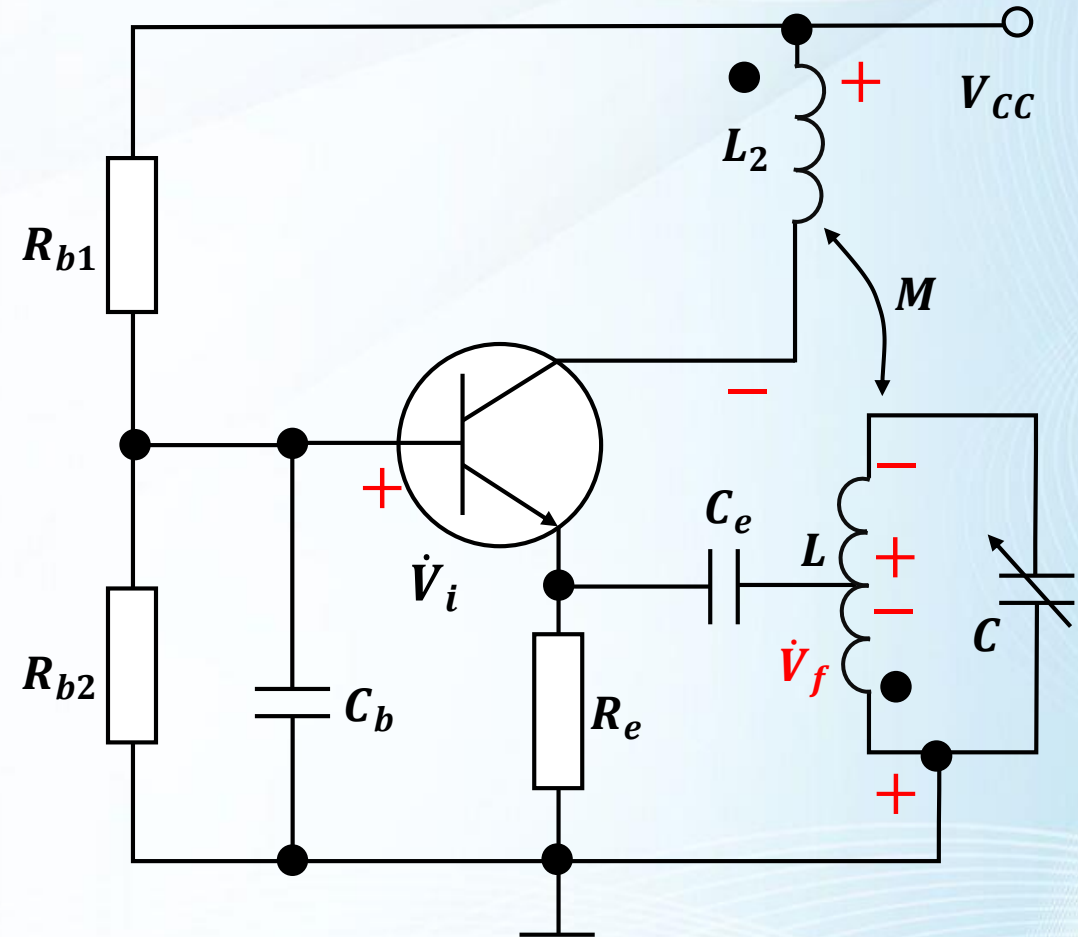 +
V_CC
L_2
R_b1
M
−
−
+
C_e
L
+
V̇_i
−
C
V̇_f
R_b2
C_b
R_e
+